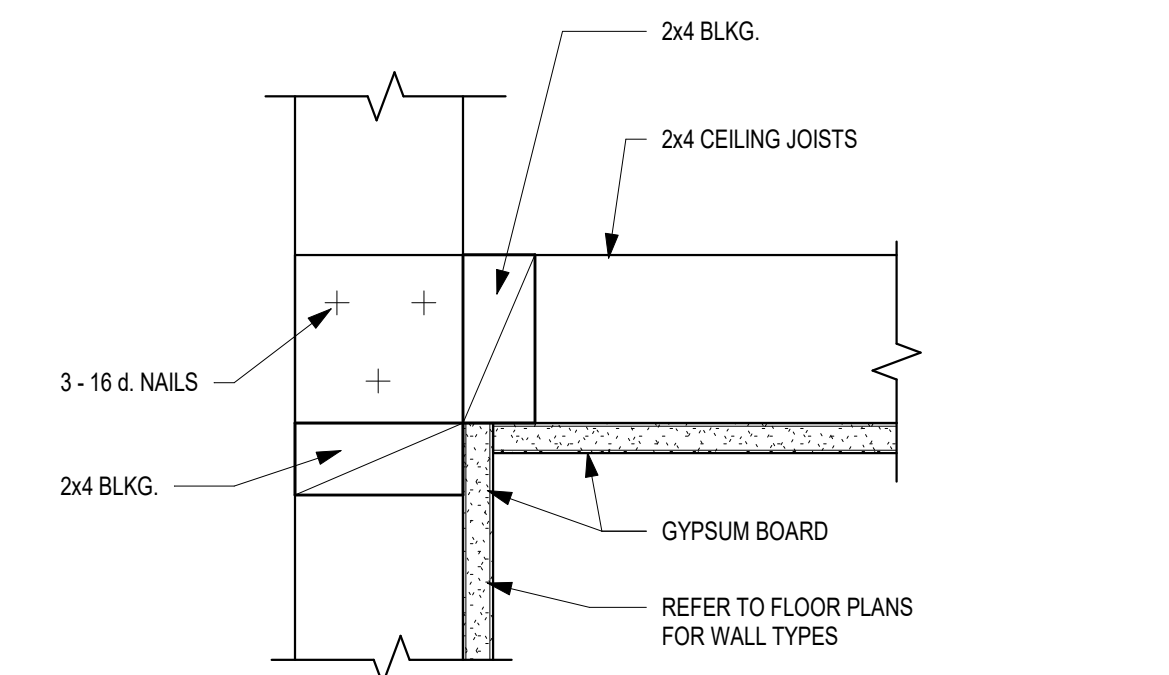 2x4 BLKG.
2x4 CEILING JOISTS
3 - 16 d. NAILS
2x4 BLKG.
GYPSUM BOARD
REFER TO FLOOR PLANS
FOR WALL TYPES